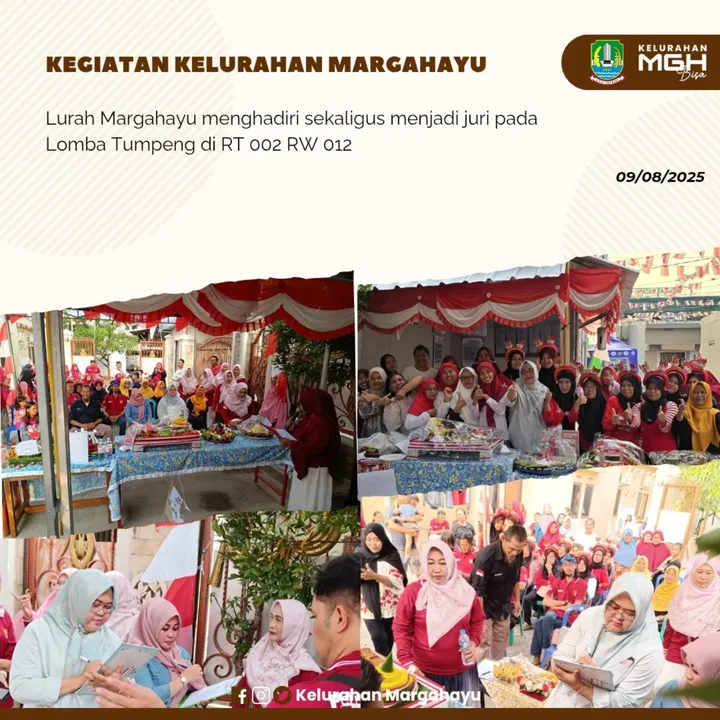 KEGIATAN KELURAHAN MARGAHAYU
KELURAHAN
MGH
Bisa
Lurah Margahayu menghadiri sekaligus menjadi juri pada
Lomba Tumpeng di RT 002 RW 012
09/08/2025
Kelurahan Margahayu